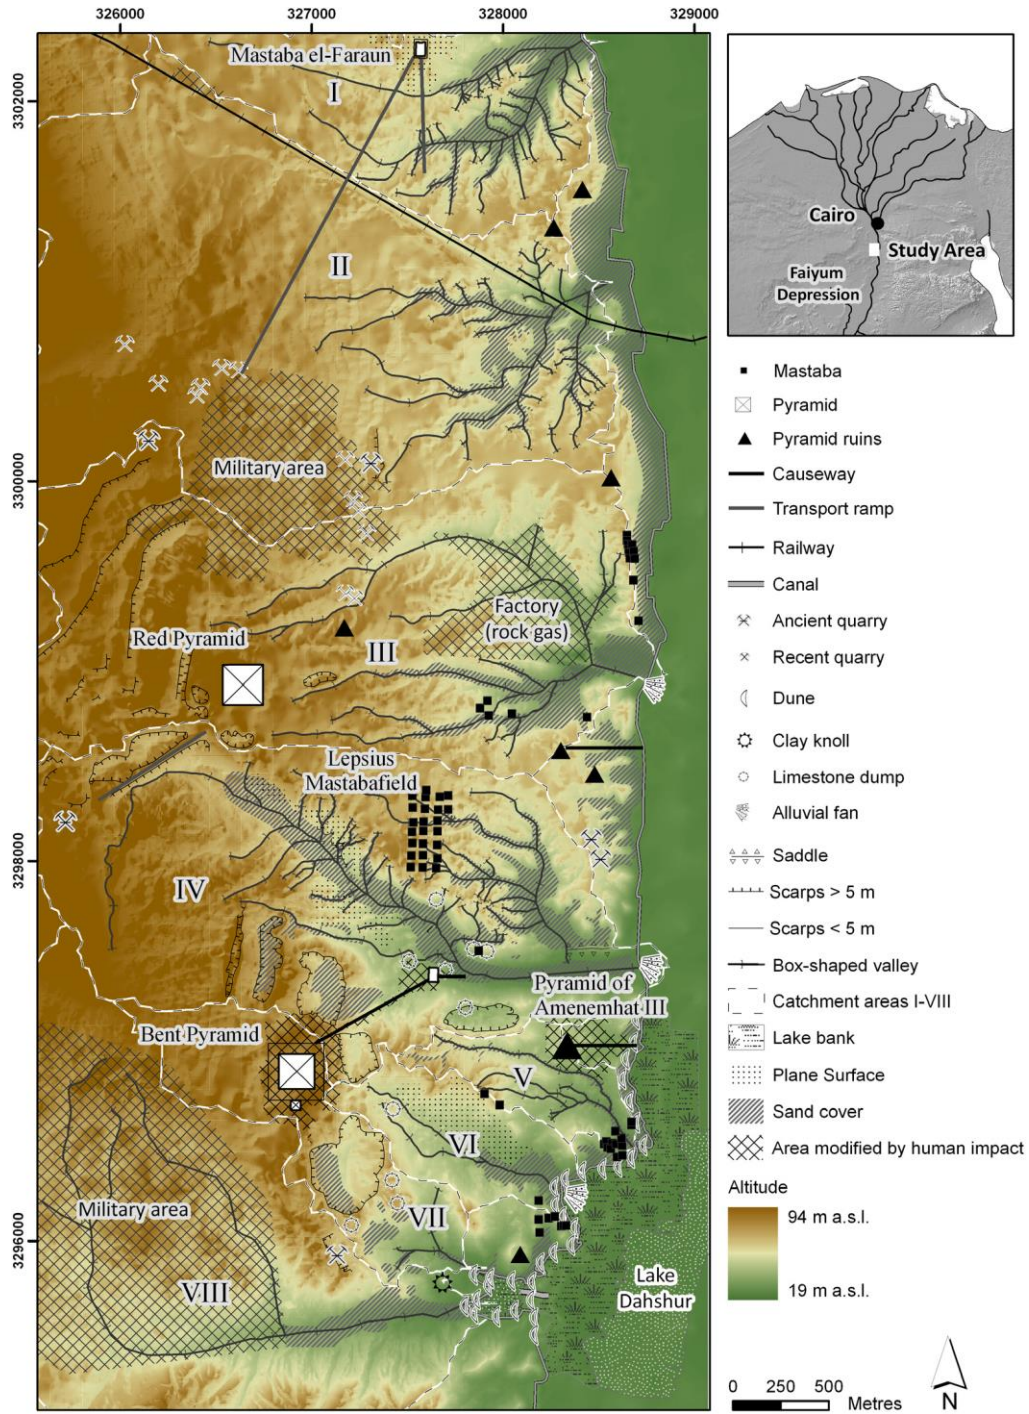 326000
327000
328000
329000
3302000
3300000
3298000
3296000
Mastaba el-Faraun
I
II
Military area
Factory
(rock gas)
Red Pyramid
III
Lepsius
Mastabafield
IV
Pyramid of
Amenemhat III
Bent Pyramid
V
VI
Military area
VII
VIII
Lake
Dahshur
Cairo
Study Area
Faiyum
Depression
Mastaba
Pyramid
Pyramid ruins
Causeway
Transport ramp
Railway
Canal
Ancient quarry
Recent quarry
Dune
Clay knoll
Limestone dump
Alluvial fan
Saddle
Scarps > 5 m
Scarps < 5 m
Box-shaped valley
Catchment areas I-VIII
Lake bank
Plane Surface
Sand cover
Area modified by human impact
Altitude
94 m a.s.l.
19 m a.s.l.
0 250 500
Metres
N